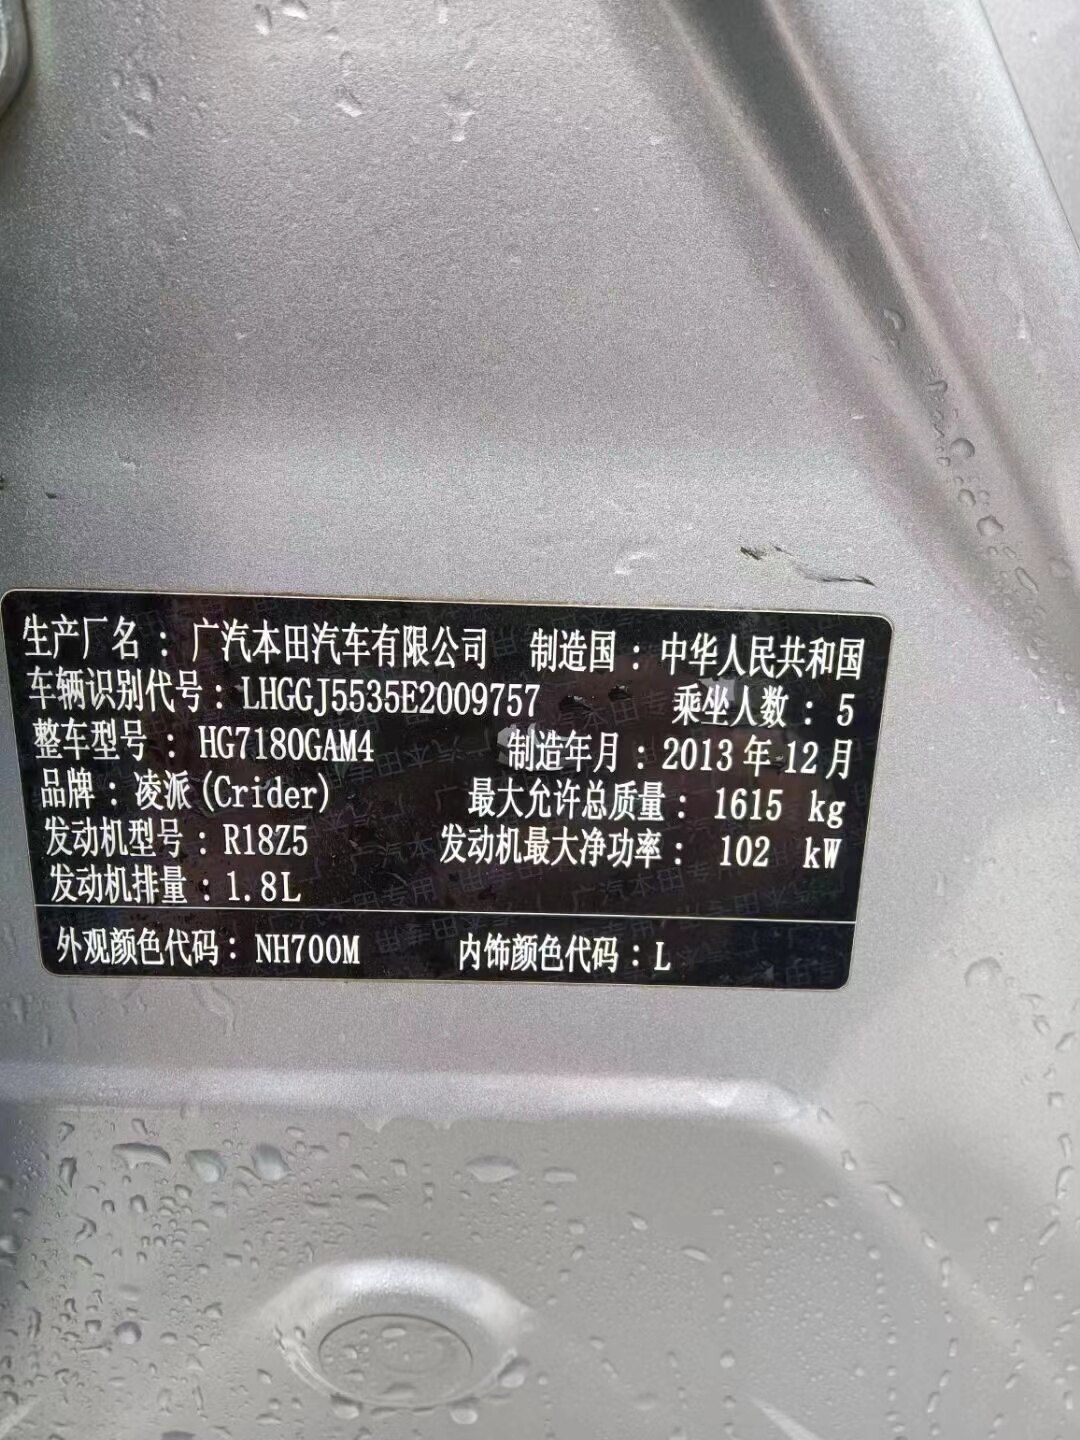 生产厂名：广汽本田汽车有限公司 制造国：中华人民共和国
车辆识别代号：LHGGJ5535E2009757 乘坐人数：5
整车型号：HG7180GAM4 制造年月：2013年12月
品牌：凌派(Crider) 最大允许总质量：1615 kg
发动机型号：R18Z5 发动机最大净功率：102 kW
发动机排量：1.8L
外观颜色代码：NH700M 内饰颜色代码：L